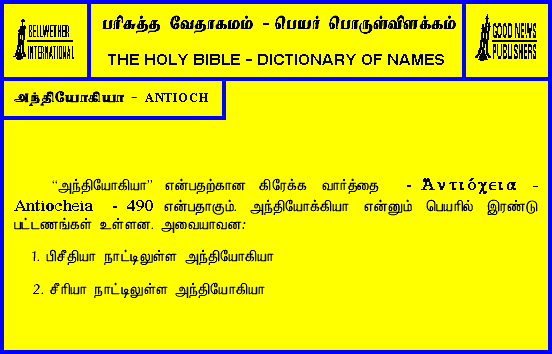 BELLWETHER
INTERNATIONAL
பரிசுத்த வேதாகமம் - பெயர் பொருள்விளக்கம்
THE HOLY BIBLE - DICTIONARY OF NAMES
GOOD NEWS
PUBLISHERS
அந்தியோகியா - ANTIOCH
“அந்தியோகியா” என்பதற்கான கிரேக்க வார்த்தை - Ἀντιόχεια -
Antiocheia - 490 என்பதாகும். அந்தியோக்கியா என்னும் பெயரில் இரண்டு
பட்டணங்கள் உள்ளன. அவையாவன:
1. பிசீதியா நாட்டிலுள்ள அந்தியோகியா
2. சீரியா நாட்டிலுள்ள அந்தியோகியா